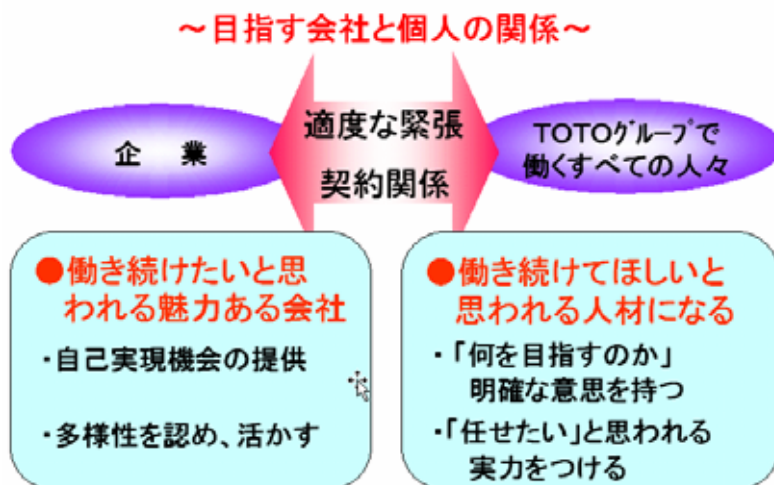 ～目指す会社と個人の関係～
企　業
適度な緊張
契約関係
TOTOｸﾞﾙｰﾌﾟで
働くすべての人々
●働き続けたいと思
われる魅力ある会社
・自己実現機会の提供
・多様性を認め、活かす
●働き続けてほしいと
思われる人材になる
・「何を目指すのか」
明確な意思を持つ
・「任せたい」と思われる
実力をつける